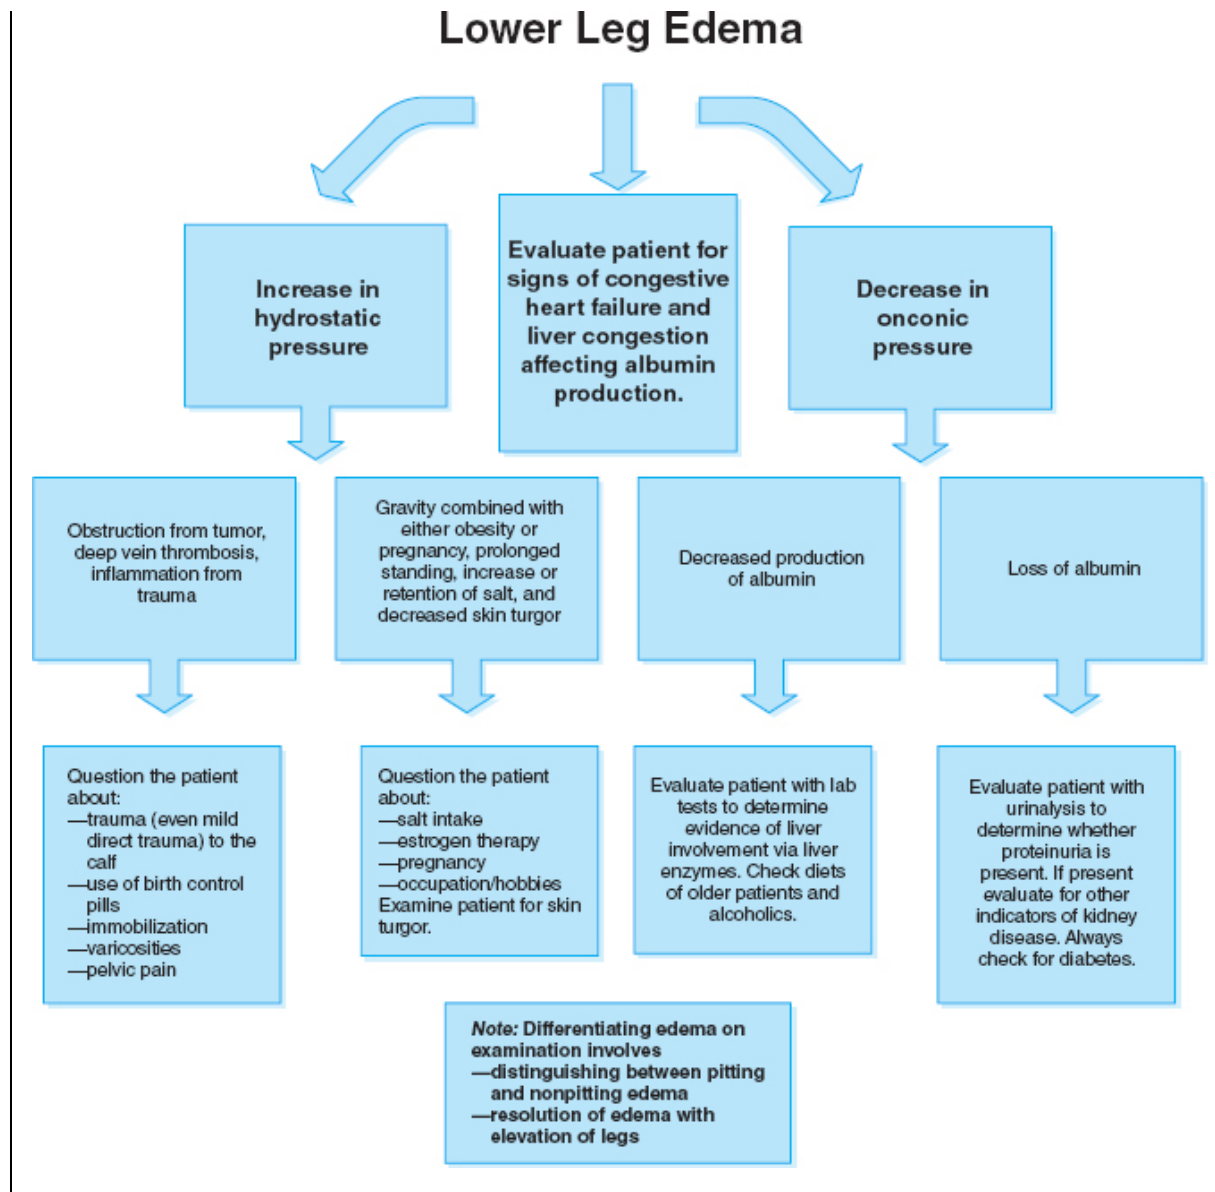 Lower Leg Edema
Increase in
hydrostatic
pressure
Evaluate patient for
signs of congestive
heart failure and
liver congestion
affecting albumin
production.
Decrease in
onconic
pressure
Obstruction from tumor,
deep vein thrombosis,
inflammation from
trauma
Gravity combined with
either obesity or
pregnancy, prolonged
standing, increase or
retention of salt, and
decreased skin turgor
Decreased production
of albumin
Loss of albumin
Question the patient
about:
—trauma (even mild
direct trauma) to the
calf
—use of birth control
pills
—immobilization
—varicosities
—pelvic pain
Question the patient
about:
—salt intake
—estrogen therapy
—pregnancy
—occupation/hobbies
Examine patient for skin
turgor.
Evaluate patient with lab
tests to determine
evidence of liver
involvement via liver
enzymes. Check diets
of older patients and
alcoholics.
Evaluate patient with
urinalysis to
determine whether
proteinuria is
present. If present
evaluate for other
indicators of kidney
disease. Always
check for diabetes.
Note: Differentiating edema on
examination involves
—distinguishing between pitting
and nonpitting edema
—resolution of edema with
elevation of legs